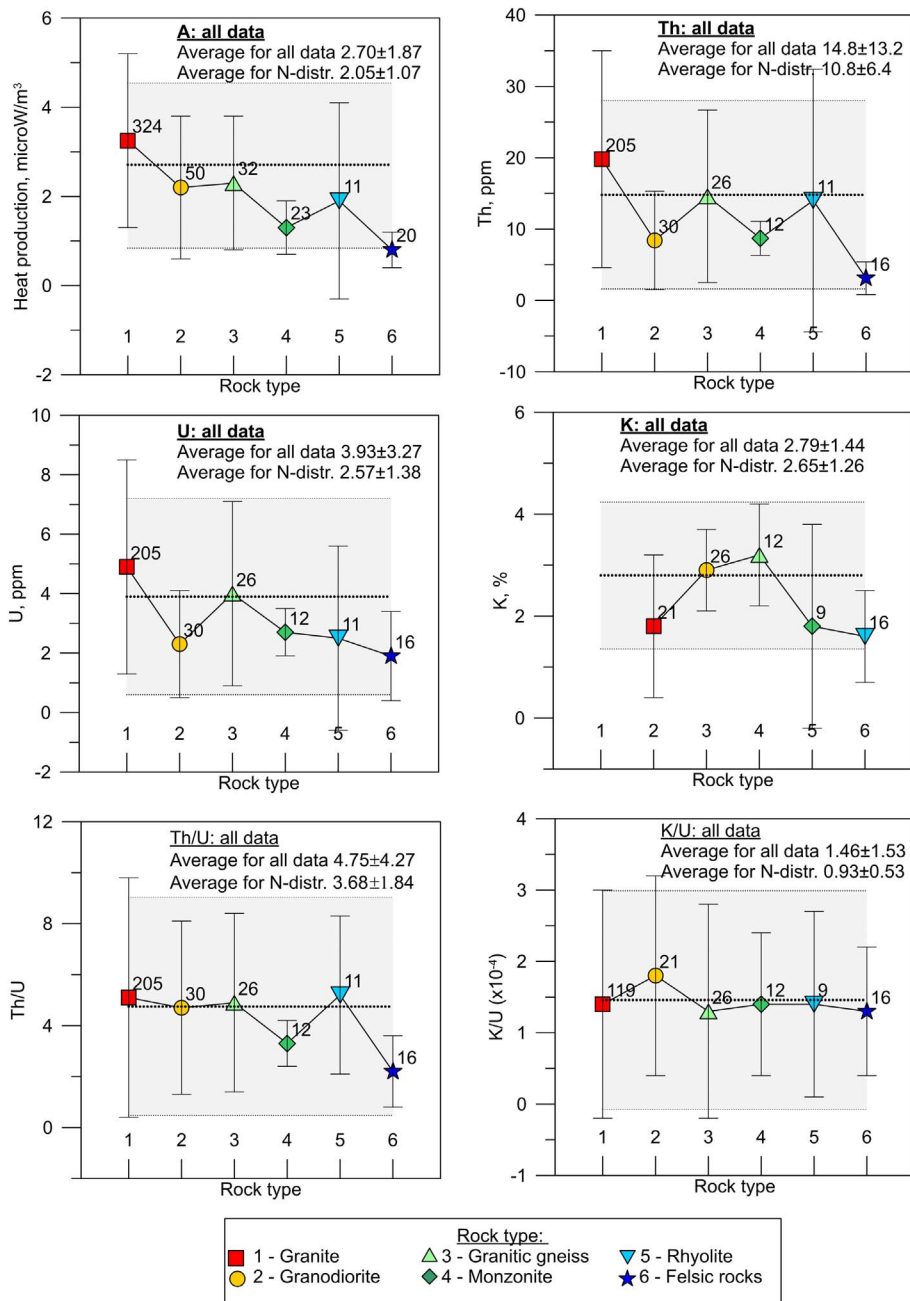 A: all data
Average for all data 2.70±1.87
Average for N-distr. 2.05±1.07
Heat production, microW/m³
6
4
2
0
-2
324
50
32
23
11
20
1 2 3 4 5 6
Rock type
Th: all data
Average for all data 14.8±13.2
Average for N-distr. 10.8±6.4
Th, ppm
40
30
20
10
0
-10
205
30
26
12
11
16
1 2 3 4 5 6
Rock type
U: all data
Average for all data 3.93±3.27
Average for N-distr. 2.57±1.38
U, ppm
10
8
6
4
2
0
-2
205
30
26
12
11
16
1 2 3 4 5 6
Rock type
K: all data
Average for all data 2.79±1.44
Average for N-distr. 2.65±1.26
K, %
6
4
2
0
21
26
12
9
16
1 2 3 4 5 6
Rock type
Th/U: all data
Average for all data 4.75±4.27
Average for N-distr. 3.68±1.84
Th/U
12
8
4
0
205
30
26
12
11
16
1 2 3 4 5 6
Rock type
K/U: all data
Average for all data 1.46±1.53
Average for N-distr. 0.93±0.53
K/U (x10⁻⁴)
4
3
2
1
0
-1
119
21
26
12
9
16
1 2 3 4 5 6
Rock type
Rock type:
1 - Granite 3 - Granitic gneiss 5 - Rhyolite
2 - Granodiorite 4 - Monzonite 6 - Felsic rocks